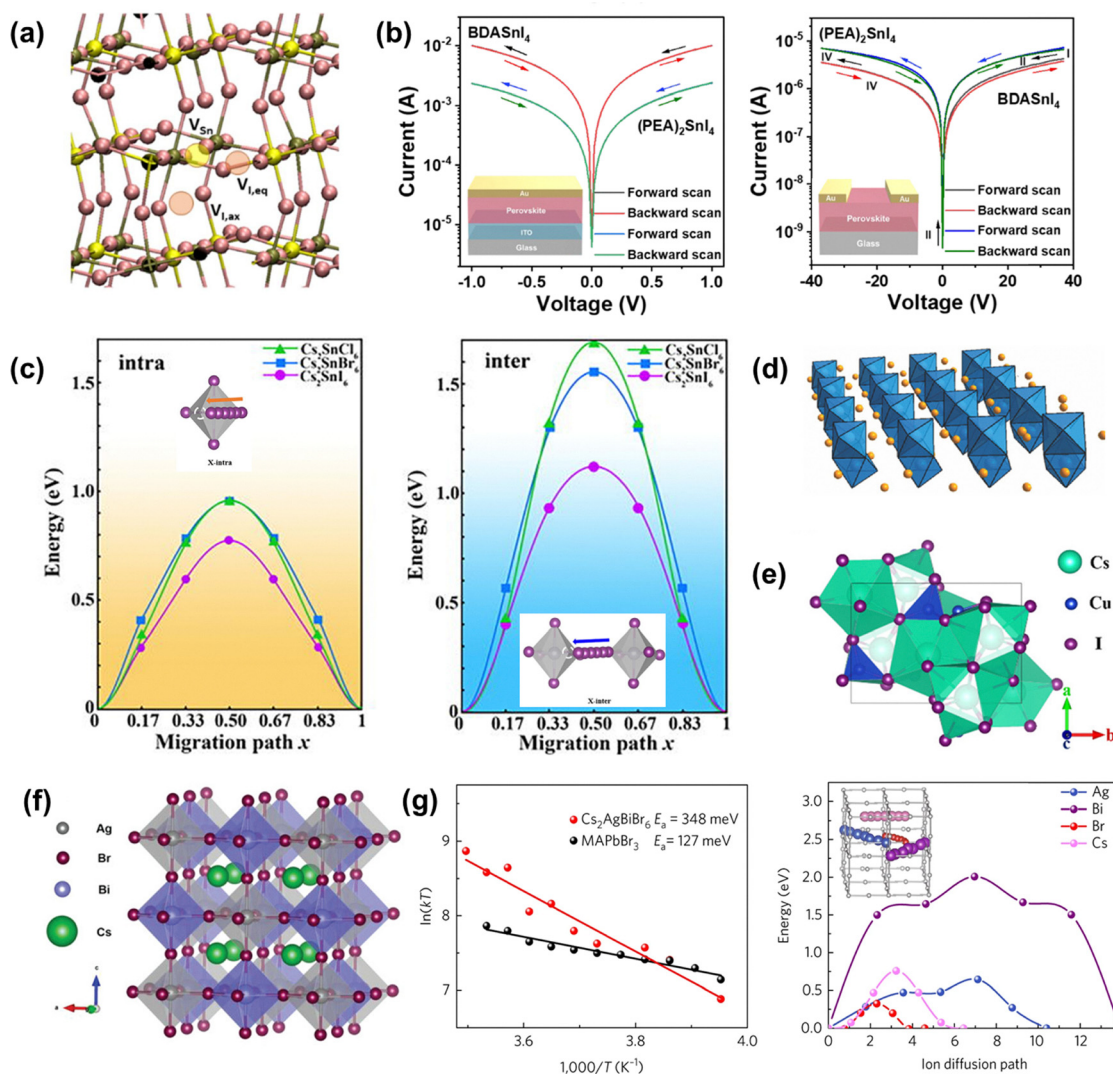 (a)
V_Sn
V_I,eq
V_I,ax
(b)
BDASnI₄
(PEA)₂SnI₄
Au
Perovskite
ITO
Glass
Forward scan
Backward scan
Forward scan
Backward scan
Current (A)
10⁻²
10⁻³
10⁻⁴
10⁻⁵
-1.0 -0.5 0.0 0.5 1.0
Voltage (V)
(PEA)₂SnI₄
IV
IV
I
II
BDASnI₄
Au Au
Perovskite
Glass
II
Forward scan
Backward scan
Forward scan
Backward scan
Current (A)
10⁻⁴
10⁻⁵
10⁻⁶
10⁻⁷
10⁻⁸
10⁻⁹
-40 -20 0 20 40
Voltage (V)
(c)
intra
Cs₂SnCl₆
Cs₂SnBr₆
Cs₂SnI₆
X-intra
Energy (eV)
1.5
1.0
0.5
0 0.17 0.33 0.50 0.67 0.83 1
Migration path x
inter
Cs₂SnCl₆
Cs₂SnBr₆
Cs₂SnI₆
X-inter
Energy (eV)
1.5
1.0
0.5
0 0.17 0.33 0.50 0.67 0.83 1
Migration path x
(d)
(e)
Cs
Cu
I
a
b
c
(f)
Ag
Br
Bi
Cs
c
a
(g)
Cs₂AgBiBr₆ Eₐ = 348 meV
MAPbBr₃ Eₐ= 127 meV
ln(kT)
9
8
7
3.6 3.8 4.0
1,000/T (K⁻¹)
Ag
Bi
Br
Cs
Energy (eV)
3.0
2.5
2.0
1.5
1.0
0.5
0
0 2 4 6 8 10 12 14
Ion diffusion path